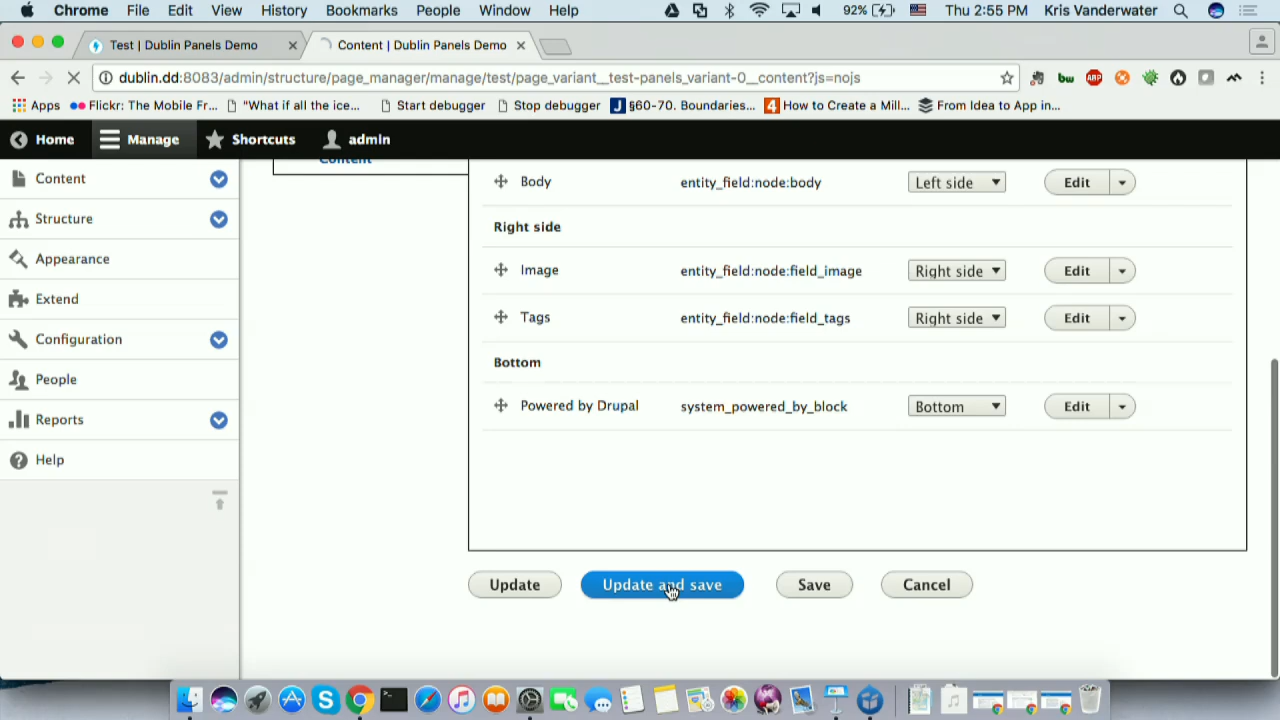 Chrome File Edit View History Bookmarks People Window Help 92% Thu 2:55 PM Kris Vanderwater
Test | Dublin Panels Demo Content | Dublin Panels Demo
dublin.dd:8083/admin/structure/page_manager/manage/test/page_variant__test-panels_variant-0__content?js=nojs bw ABP
Apps Flickr: The Mobile Fr... "What if all the ice... Start debugger Stop debugger J §60-70. Boundaries... 4 How to Create a Mill... From Idea to App in...
Home Manage Shortcuts admin
Content
Content
Structure
Appearance
Extend
Configuration
People
Reports
Help
Body entity_field:node:body Left side Edit
Right side
Image entity_field:node:field_image Right side Edit
Tags entity_field:node:field_tags Right side Edit
Bottom
Powered by Drupal system_powered_by_block Bottom Edit
Update Update and save Save Cancel